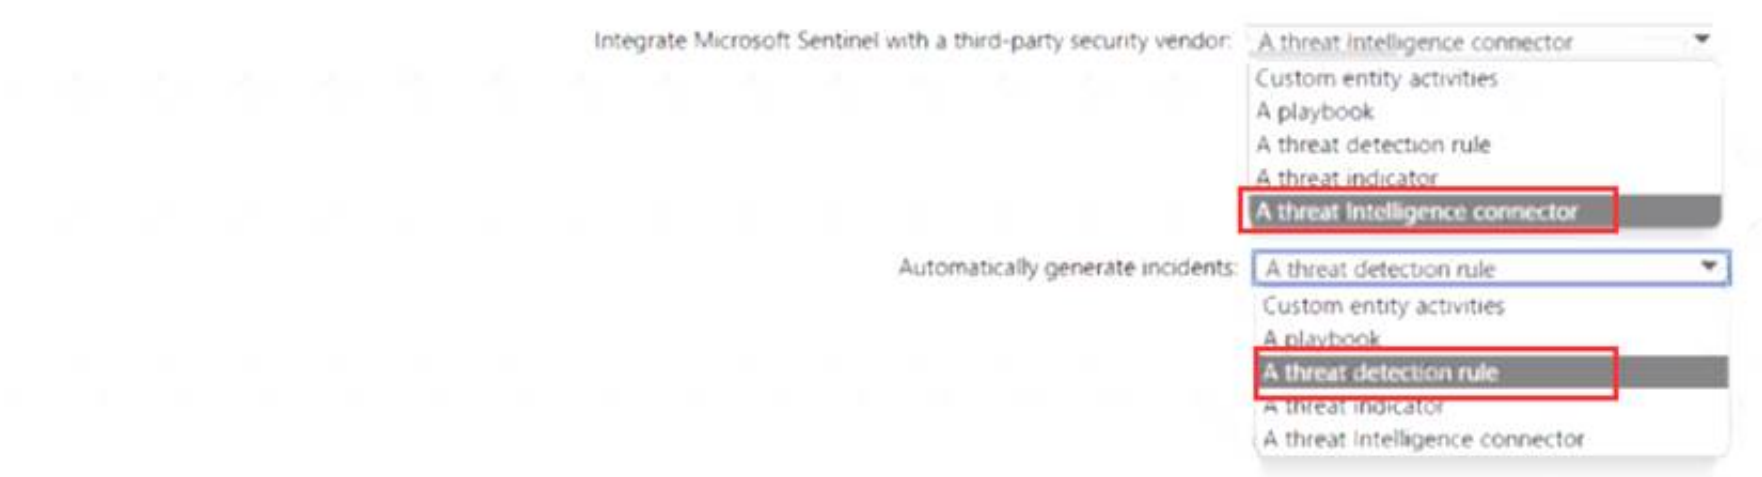 Integrate Microsoft Sentinel with a third-party security vendor: A threat Intelligence connector
Custom entity activities
A playbook
A threat detection rule
A threat indicator
A threat Intelligence connector
Automatically generate incidents: A threat detection rule
Custom entity activities
A playbook
A threat detection rule
A threat indicator
A threat Intelligence connector